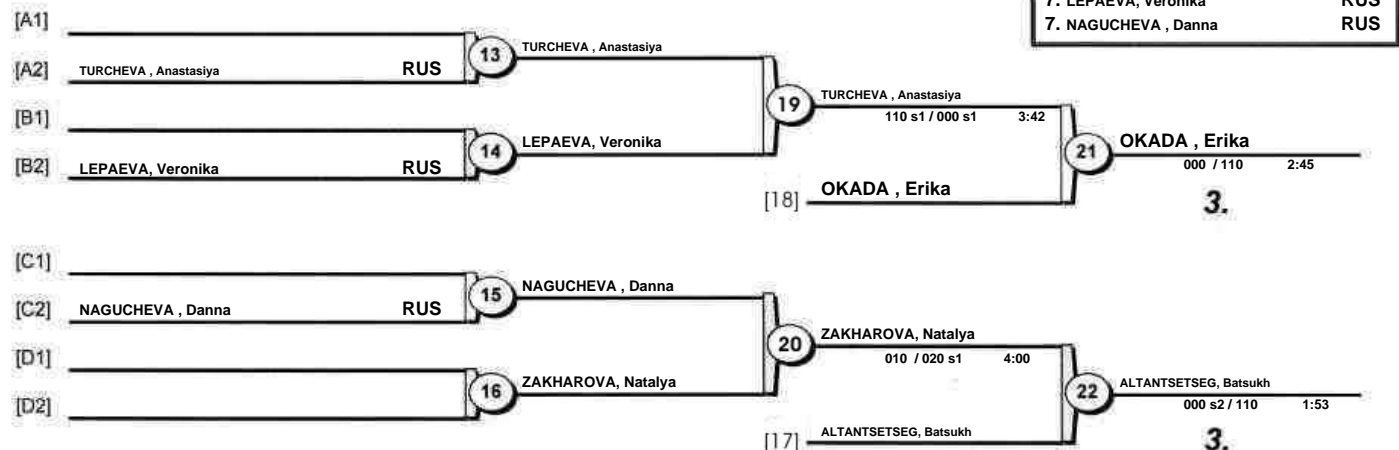 7. LEPAEVA, Veronika RUS
7. NAGUCHEVA , Danna RUS
[A1]
13
TURCHEVA , Anastasiya
[A2] TURCHEVA , Anastasiya RUS
19
TURCHEVA , Anastasiya
110 s1 / 000 s1 3:42
[B1]
14
LEPAEVA, Veronika
[B2] LEPAEVA, Veronika RUS
21
OKADA , Erika
000 / 110 2:45
[18] OKADA , Erika
3.
[C1]
15
NAGUCHEVA , Danna
[C2] NAGUCHEVA , Danna RUS
20
ZAKHAROVA, Natalya
010 / 020 s1 4:00
[D1]
16
ZAKHAROVA, Natalya
[D2]
22
ALTANTSETSEG, Batsukh
000 s2 / 110 1:53
[17] ALTANTSETSEG, Batsukh
3.